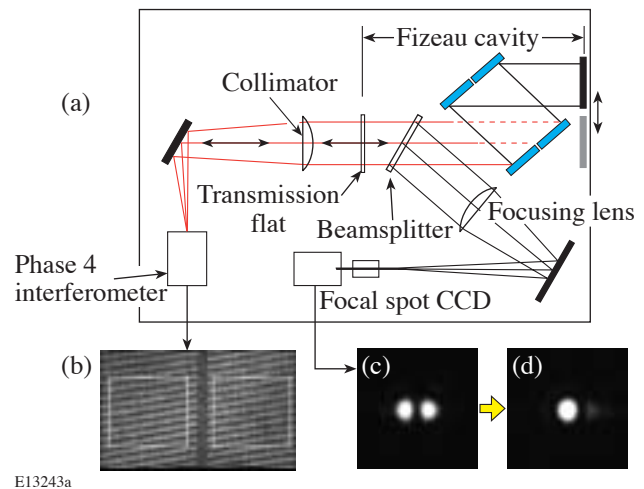 Fizeau cavity
Collimator
(a)
Transmission
flat
Beamsplitter
Focusing lens
Phase 4
interferometer
Focal spot CCD
(b)
(c)
(d)
E13243a